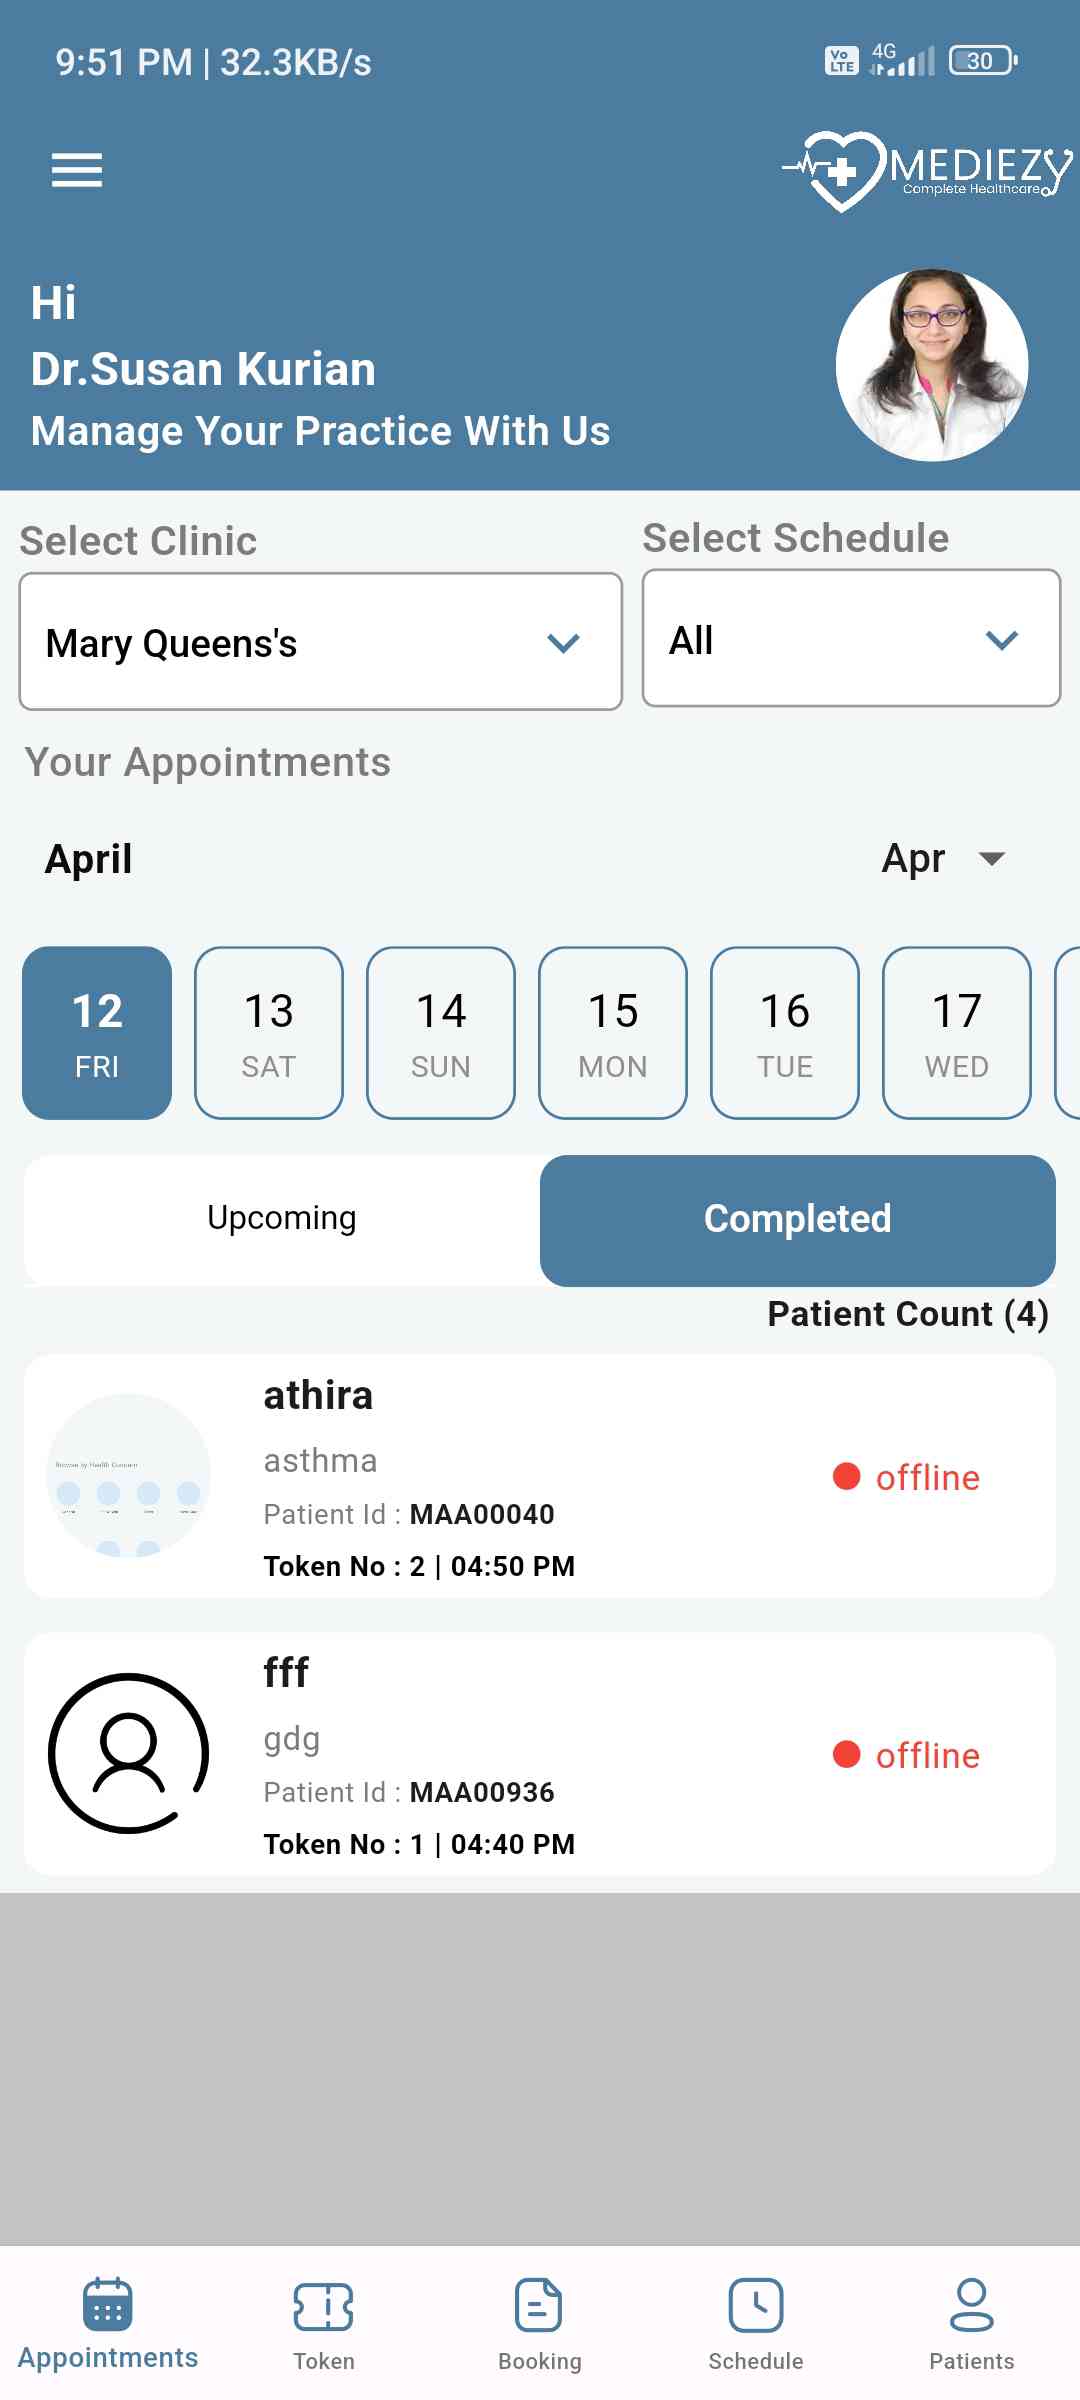 9:51 PM | 32.3KB/s
Vo LTE 4G 30
MEDIEZY
Complete Healthcare
Hi
Dr.Susan Kurian
Manage Your Practice With Us
Select Clinic
Select Schedule
Mary Queens's
All
Your Appointments
April
Apr
12 13 14 15 16 17
FRI SAT SUN MON TUE WED
Upcoming
Completed
Patient Count (4)
athira
asthma
offline
Patient Id : MAA00040
Token No : 2 | 04:50 PM
Browse by Health Concern
fff
gdg
offline
Patient Id : MAA00936
Token No : 1 | 04:40 PM
Appointments
Token
Booking
Schedule
Patients